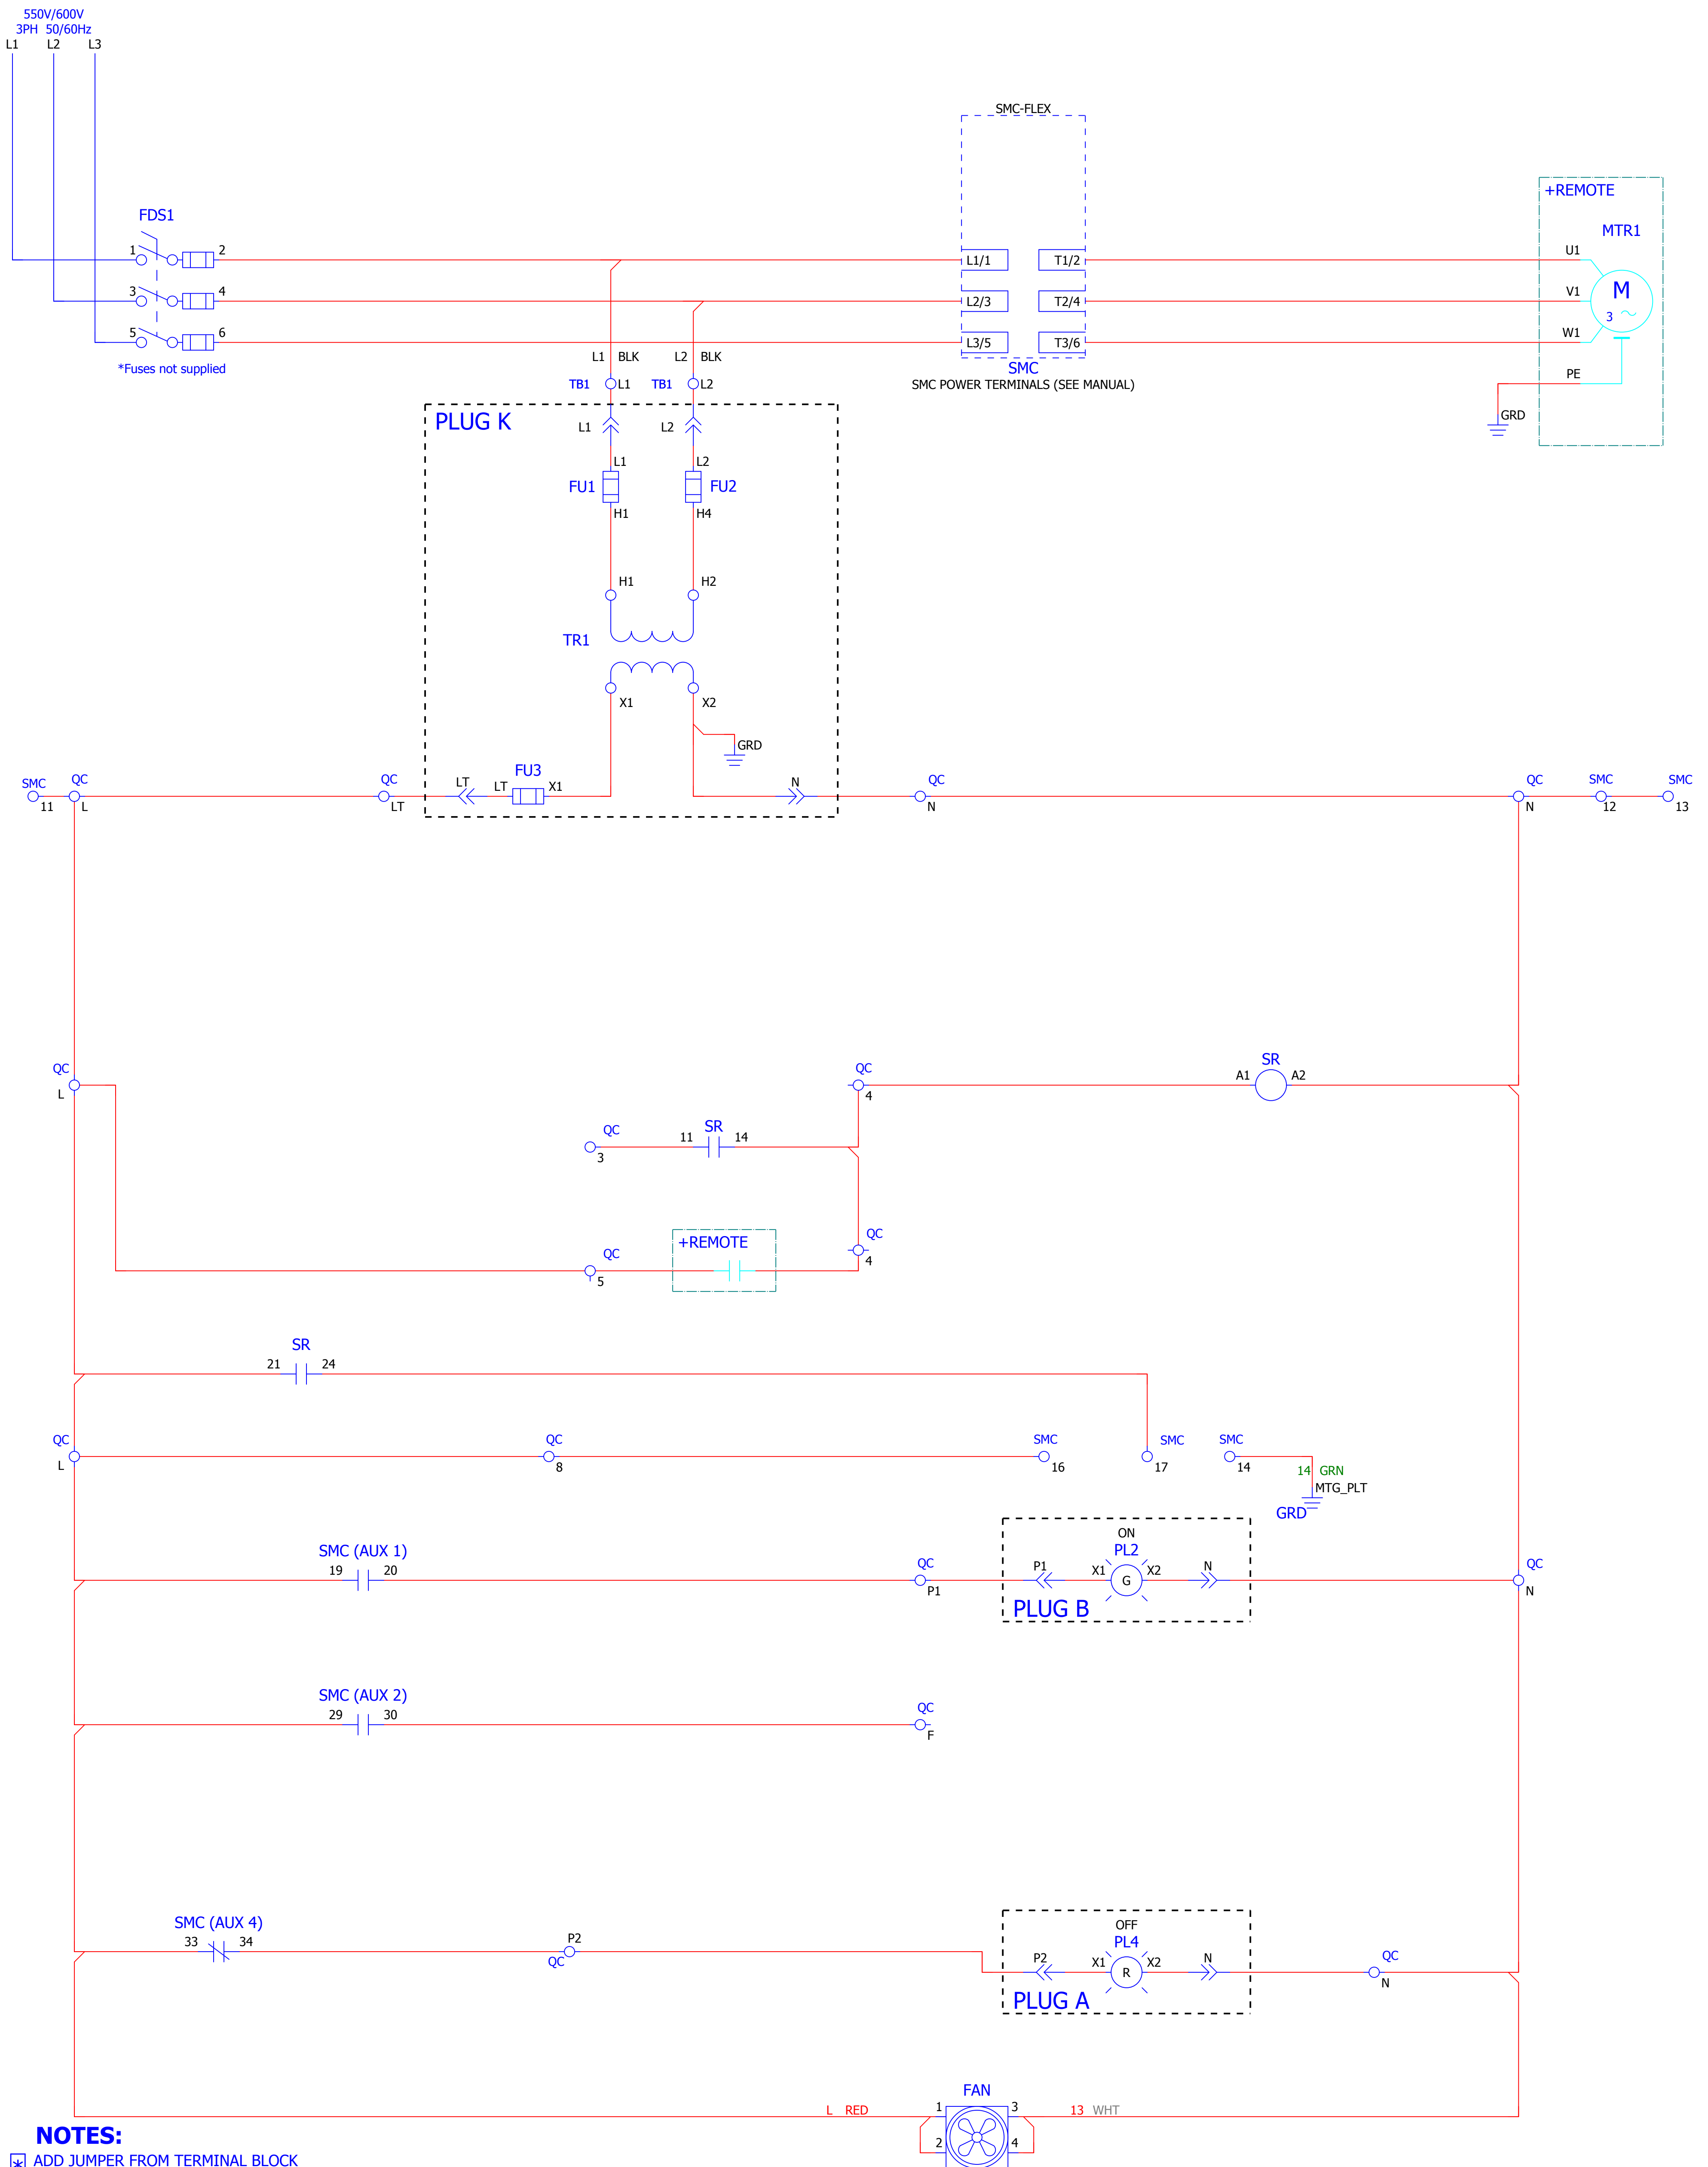 550V/600V
3PH 50/60Hz
L1 L2 L3
SMC-FLEX
+REMOTE
FDS1
MTR1
1 2 L1/1 T1/2 U1
3 4 L2/3 T2/4 V1 M
3
5 6 L3/5 T3/6 W1
L1 BLK L2 BLK
*Fuses not supplied
SMC
SMC POWER TERMINALS (SEE MANUAL)
PE
TB1 L1 TB1 L2
GRD
PLUG K
L1 L2
L1 L2
FU1 FU2
H1 H4
H1 H2
TR1
X1 X2
GRD
FU3
SMC QC QC LT LT X1 N QC QC SMC SMC
11 L LT N N 12 13
QC QC SR
L 4 A1 A2
QC SR
3 11 14
QC
4
+REMOTE
QC
5
SR
21 24
QC QC SMC SMC SMC
L 8 16 17 14
14 GRN
MTG_PLT
GRD
ON
SMC (AUX 1) PL2
19 20 QC P1 X1 G X2 N QC
P1 N
PLUG B
SMC (AUX 2)
29 30 QC
F
OFF
SMC (AUX 4) PL4
33 34 P2
QC
P2 X1 R X2 N QC
N
PLUG A
FAN
L RED 1 3 13 WHT
2 4
NOTES:
* ADD JUMPER FROM TERMINAL BLOCK